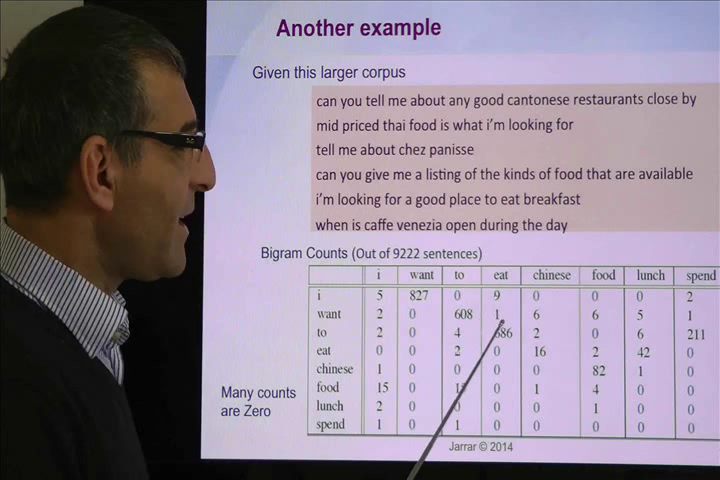 Another example
Given this larger corpus
can you tell me about any good cantonese restaurants close by
mid priced thai food is what i'm looking for
tell me about chez panisse
can you give me a listing of the kinds of food that are available
i'm looking for a good place to eat breakfast
when is caffe venezia open during the day
Bigram Counts (Out of 9222 sentences)
i want to eat chinese food lunch spend
i 5 827 0 9 0 0 0 2
want 2 0 608 1 6 6 5 1
to 2 0 4 686 2 0 6 211
eat 0 0 2 0 16 2 42 0
chinese 1 0 0 0 0 82 1 0
food 15 0 0 1 4 0 0
lunch 2 0 0 0 0 1 0 0
spend 1 0 1 0 0 0 0 0
Many counts
are Zero
Jarrar © 2014